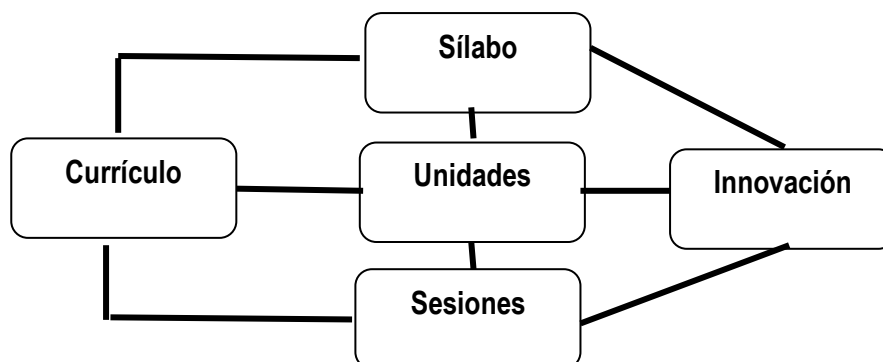 Sílabo
Currículo
Unidades
Innovación
Sesiones